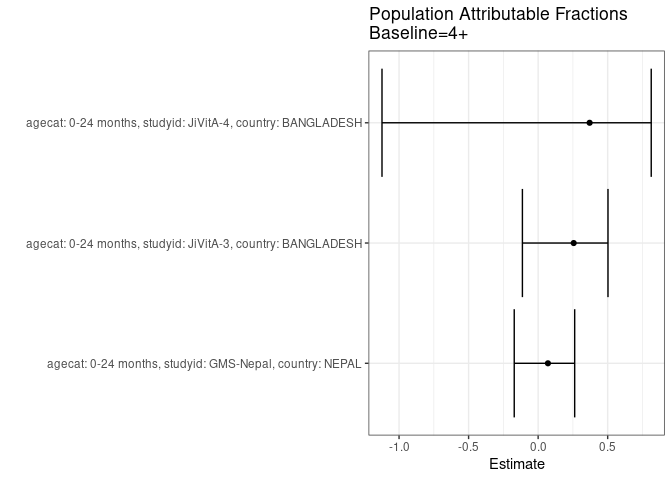 Population Attributable Fractions
Baseline=4+
agecat: 0-24 months, studyid: JiVitA-4, country: BANGLADESH
agecat: 0-24 months, studyid: JiVitA-3, country: BANGLADESH
agecat: 0-24 months, studyid: GMS-Nepal, country: NEPAL
-1.0 -0.5 0.0 0.5
Estimate